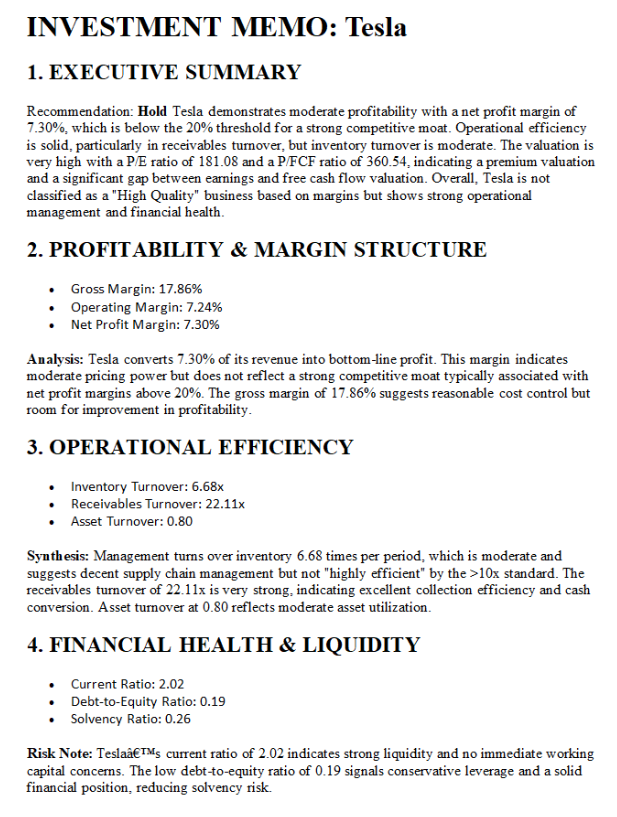 INVESTMENT MEMO: Tesla
1. EXECUTIVE SUMMARY
Recommendation: Hold Tesla demonstrates moderate profitability with a net profit margin of
7.30%, which is below the 20% threshold for a strong competitive moat. Operational efficiency
is solid, particularly in receivables turnover, but inventory turnover is moderate. The valuation is
very high with a P/E ratio of 181.08 and a P/FCF ratio of 360.54, indicating a premium valuation
and a significant gap between earnings and free cash flow valuation. Overall, Tesla is not
classified as a "High Quality" business based on margins but shows strong operational
management and financial health.
2. PROFITABILITY & MARGIN STRUCTURE
• Gross Margin: 17.86%
• Operating Margin: 7.24%
• Net Profit Margin: 7.30%
Analysis: Tesla converts 7.30% of its revenue into bottom-line profit. This margin indicates
moderate pricing power but does not reflect a strong competitive moat typically associated with
net profit margins above 20%. The gross margin of 17.86% suggests reasonable cost control but
room for improvement in profitability.
3. OPERATIONAL EFFICIENCY
• Inventory Turnover: 6.68x
• Receivables Turnover: 22.11x
• Asset Turnover: 0.80
Synthesis: Management turns over inventory 6.68 times per period, which is moderate and
suggests decent supply chain management but not "highly efficient" by the >10x standard. The
receivables turnover of 22.11x is very strong, indicating excellent collection efficiency and cash
conversion. Asset turnover at 0.80 reflects moderate asset utilization.
4. FINANCIAL HEALTH & LIQUIDITY
• Current Ratio: 2.02
• Debt-to-Equity Ratio: 0.19
• Solvency Ratio: 0.26
Risk Note: Teslaâ€™s current ratio of 2.02 indicates strong liquidity and no immediate working
capital concerns. The low debt-to-equity ratio of 0.19 signals conservative leverage and a solid
financial position, reducing solvency risk.